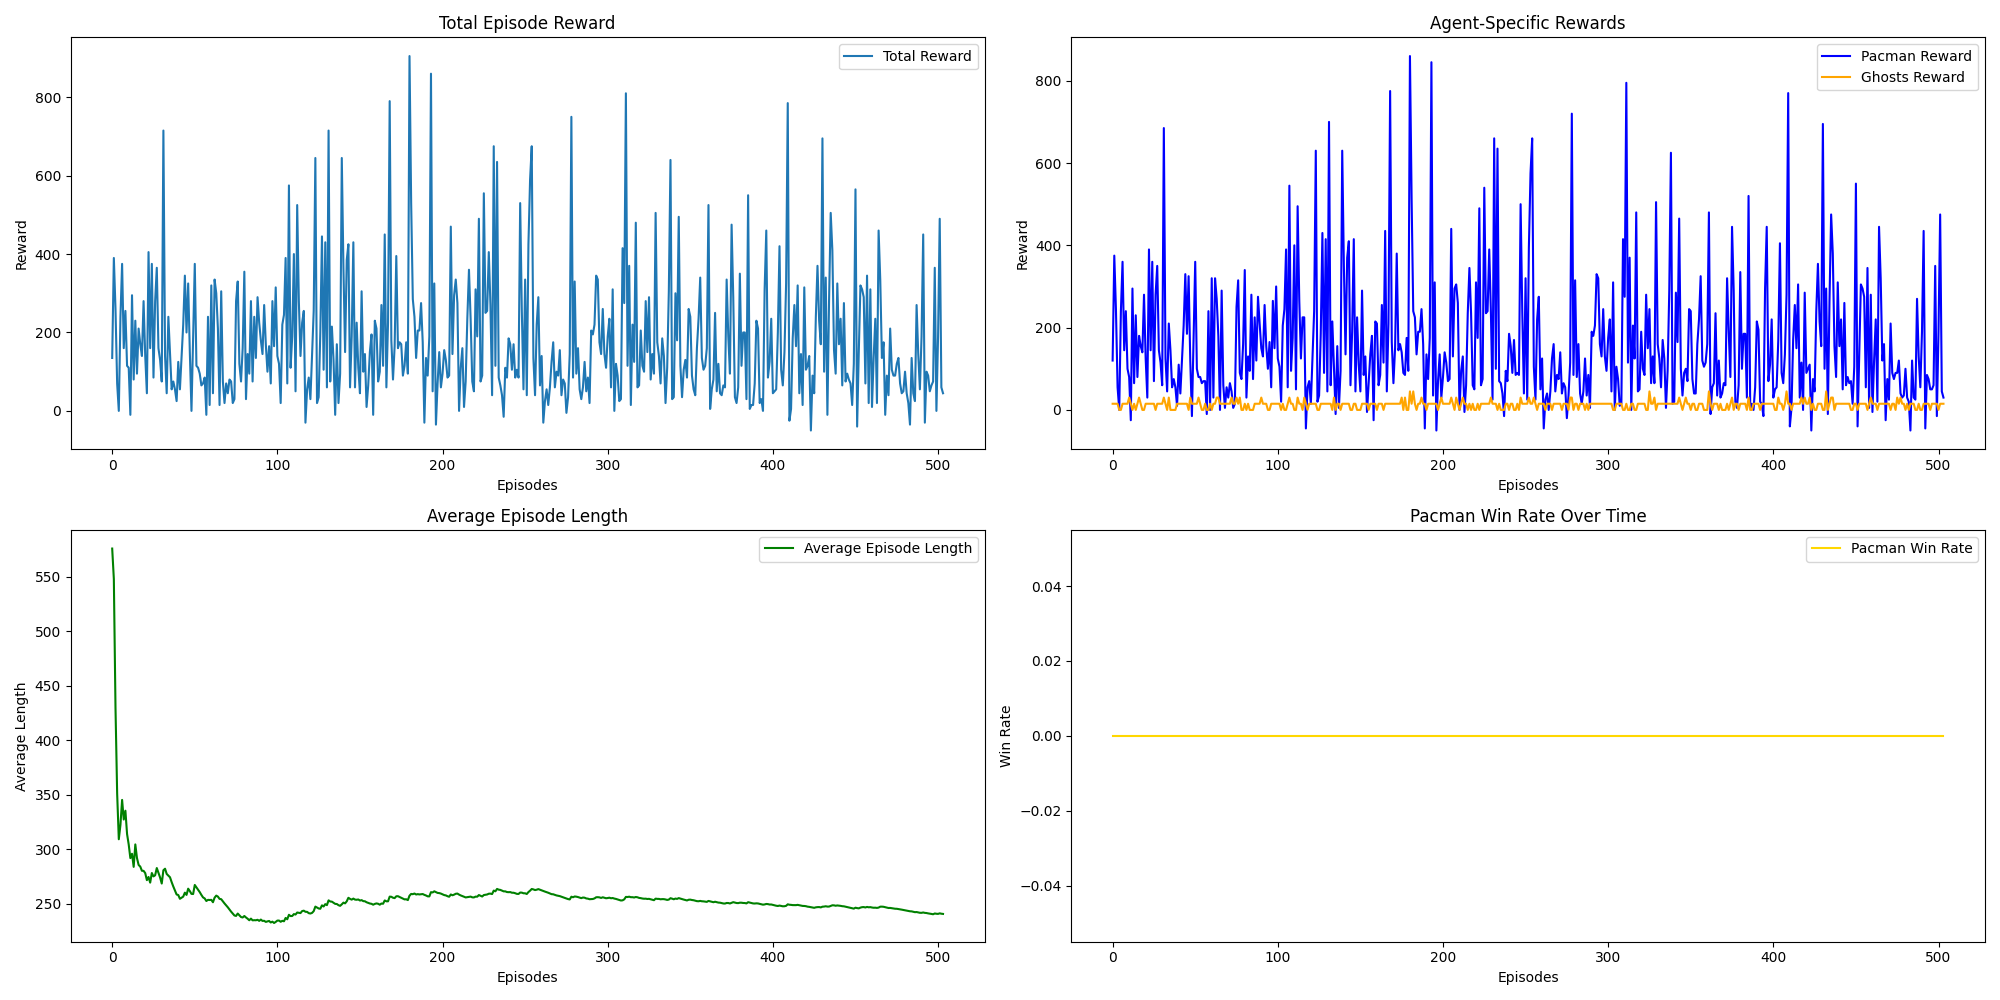 Total Episode Reward
Total Reward
Reward
800
600
400
200
0
0 100 200 300 400 500
Episodes
Agent-Specific Rewards
Pacman Reward
Ghosts Reward
Reward
800
600
400
200
0
0 100 200 300 400 500
Episodes
Average Episode Length
Average Episode Length
Average Length
550
500
450
400
350
300
250
0 100 200 300 400 500
Episodes
Pacman Win Rate Over Time
Pacman Win Rate
Win Rate
0.04
0.02
0.00
−0.02
−0.04
0 100 200 300 400 500
Episodes